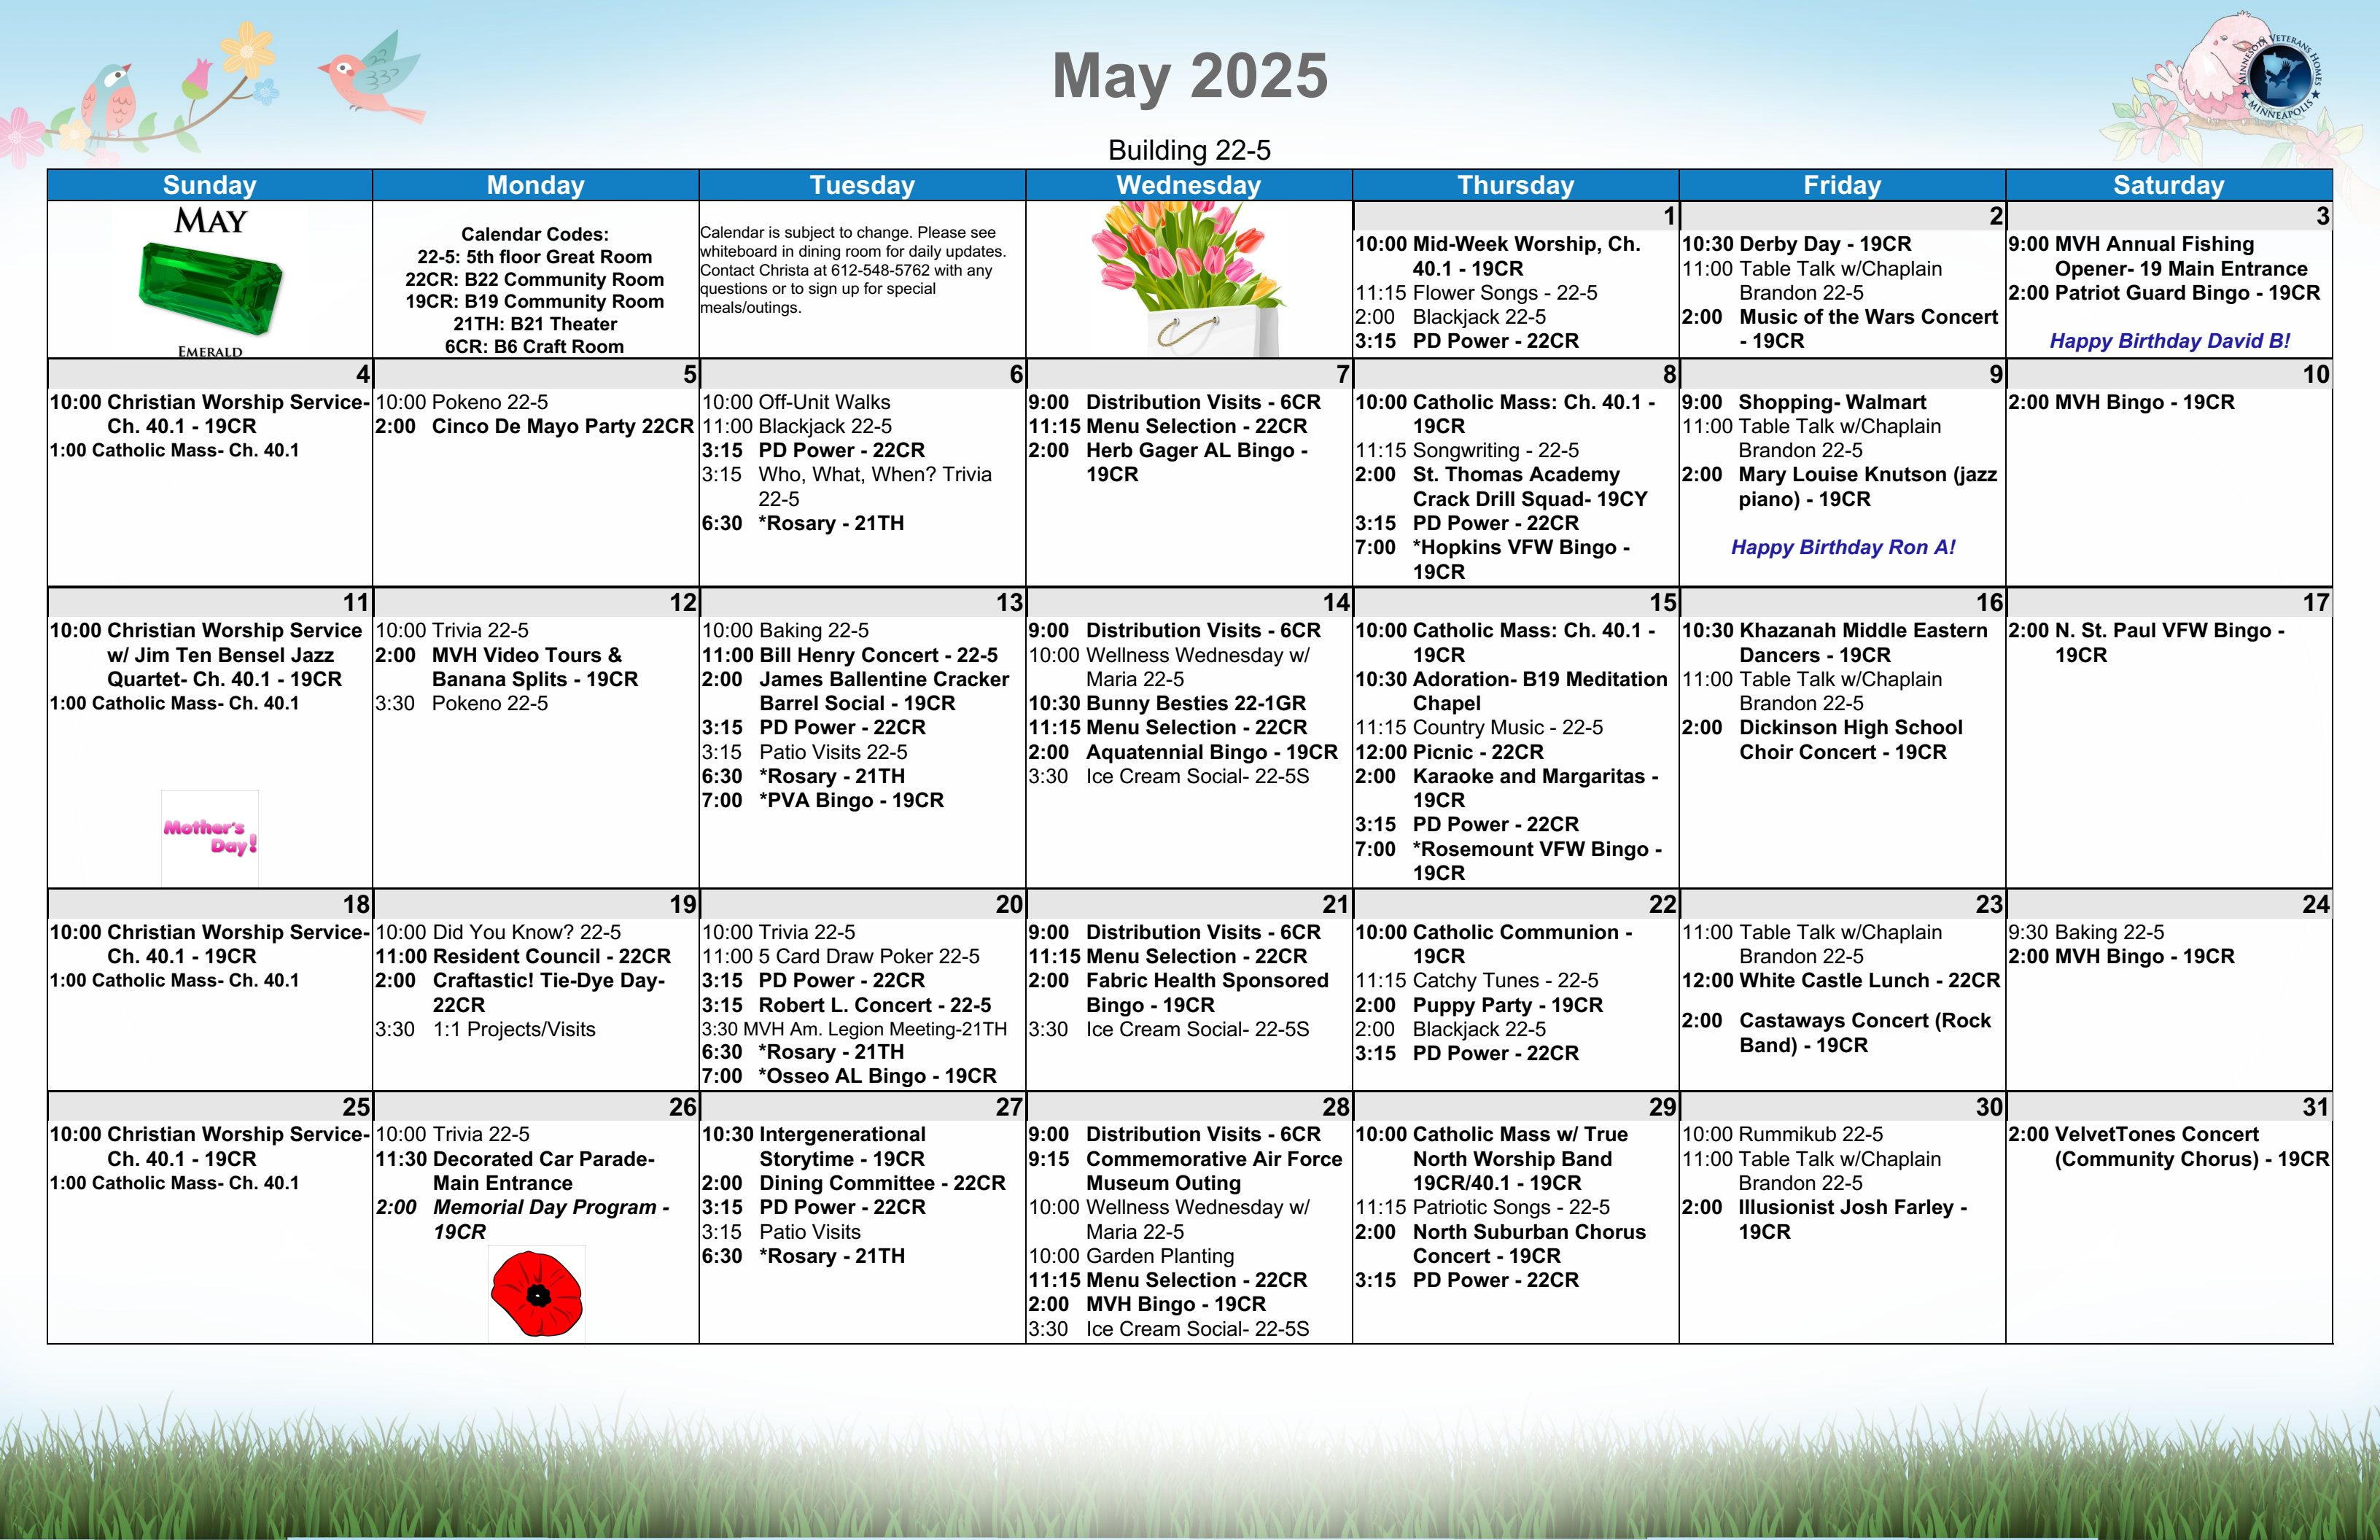 May 2025
MINNESOTA VETERANS HOMES
MINNEAPOLIS
Building 22-5
Sunday
Monday
Tuesday
Wednesday
Thursday
Friday
Saturday
MAY
EMERALD
Calendar Codes:
22-5: 5th floor Great Room
22CR: B22 Community Room
19CR: B19 Community Room
21TH: B21 Theater
6CR: B6 Craft Room
Calendar is subject to change. Please see
whiteboard in dining room for daily updates.
Contact Christa at 612-548-5762 with any
questions or to sign up for special
meals/outings.
1
10:00 Mid-Week Worship, Ch.
40.1 - 19CR
11:15 Flower Songs - 22-5
2:00 Blackjack 22-5
3:15 PD Power - 22CR
2
10:30 Derby Day - 19CR
11:00 Table Talk w/Chaplain
Brandon 22-5
2:00 Music of the Wars Concert
- 19CR
3
9:00 MVH Annual Fishing
Opener- 19 Main Entrance
2:00 Patriot Guard Bingo - 19CR
Happy Birthday David B!
4
10:00 Christian Worship Service-
Ch. 40.1 - 19CR
1:00 Catholic Mass- Ch. 40.1
5
10:00 Pokeno 22-5
2:00 Cinco De Mayo Party 22CR
6
10:00 Off-Unit Walks
11:00 Blackjack 22-5
3:15 PD Power - 22CR
3:15 Who, What, When? Trivia
22-5
6:30 *Rosary - 21TH
7
9:00 Distribution Visits - 6CR
11:15 Menu Selection - 22CR
2:00 Herb Gager AL Bingo -
19CR
8
10:00 Catholic Mass: Ch. 40.1 -
19CR
11:15 Songwriting - 22-5
2:00 St. Thomas Academy
Crack Drill Squad- 19CY
3:15 PD Power - 22CR
7:00 *Hopkins VFW Bingo -
19CR
9
9:00 Shopping- Walmart
11:00 Table Talk w/Chaplain
Brandon 22-5
2:00 Mary Louise Knutson (jazz
piano) - 19CR
Happy Birthday Ron A!
10
2:00 MVH Bingo - 19CR
11
10:00 Christian Worship Service
w/ Jim Ten Bensel Jazz
Quartet- Ch. 40.1 - 19CR
1:00 Catholic Mass- Ch. 40.1
Mother's
Day!
12
10:00 Trivia 22-5
2:00 MVH Video Tours &
Banana Splits - 19CR
3:30 Pokeno 22-5
13
10:00 Baking 22-5
11:00 Bill Henry Concert - 22-5
2:00 James Ballentine Cracker
Barrel Social - 19CR
3:15 PD Power - 22CR
3:15 Patio Visits 22-5
6:30 *Rosary - 21TH
7:00 *PVA Bingo - 19CR
14
9:00 Distribution Visits - 6CR
10:00 Wellness Wednesday w/
Maria 22-5
10:30 Bunny Besties 22-1GR
11:15 Menu Selection - 22CR
2:00 Aquatennial Bingo - 19CR
3:30 Ice Cream Social- 22-5S
15
10:00 Catholic Mass: Ch. 40.1 -
19CR
10:30 Adoration- B19 Meditation
Chapel
11:15 Country Music - 22-5
12:00 Picnic - 22CR
2:00 Karaoke and Margaritas -
19CR
3:15 PD Power - 22CR
7:00 *Rosemount VFW Bingo -
19CR
16
10:30 Khazanah Middle Eastern
Dancers - 19CR
11:00 Table Talk w/Chaplain
Brandon 22-5
2:00 Dickinson High School
Choir Concert - 19CR
17
2:00 N. St. Paul VFW Bingo -
19CR
18
10:00 Christian Worship Service-
Ch. 40.1 - 19CR
1:00 Catholic Mass- Ch. 40.1
19
10:00 Did You Know? 22-5
11:00 Resident Council - 22CR
2:00 Craftastic! Tie-Dye Day-
22CR
3:30 1:1 Projects/Visits
20
10:00 Trivia 22-5
11:00 5 Card Draw Poker 22-5
3:15 PD Power - 22CR
3:15 Robert L. Concert - 22-5
3:30 MVH Am. Legion Meeting-21TH
6:30 *Rosary - 21TH
7:00 *Osseo AL Bingo - 19CR
21
9:00 Distribution Visits - 6CR
11:15 Menu Selection - 22CR
2:00 Fabric Health Sponsored
Bingo - 19CR
3:30 Ice Cream Social- 22-5S
22
10:00 Catholic Communion -
19CR
11:15 Catchy Tunes - 22-5
2:00 Puppy Party - 19CR
2:00 Blackjack 22-5
3:15 PD Power - 22CR
23
11:00 Table Talk w/Chaplain
Brandon 22-5
12:00 White Castle Lunch - 22CR
2:00 Castaways Concert (Rock
Band) - 19CR
24
9:30 Baking 22-5
2:00 MVH Bingo - 19CR
25
10:00 Christian Worship Service-
Ch. 40.1 - 19CR
1:00 Catholic Mass- Ch. 40.1
26
10:00 Trivia 22-5
11:30 Decorated Car Parade-
Main Entrance
2:00 Memorial Day Program -
19CR
27
10:30 Intergenerational
Storytime - 19CR
2:00 Dining Committee - 22CR
3:15 PD Power - 22CR
3:15 Patio Visits
6:30 *Rosary - 21TH
28
9:00 Distribution Visits - 6CR
9:15 Commemorative Air Force
Museum Outing
10:00 Wellness Wednesday w/
Maria 22-5
10:00 Garden Planting
11:15 Menu Selection - 22CR
2:00 MVH Bingo - 19CR
3:30 Ice Cream Social- 22-5S
29
10:00 Catholic Mass w/ True
North Worship Band
19CR/40.1 - 19CR
11:15 Patriotic Songs - 22-5
2:00 North Suburban Chorus
Concert - 19CR
3:15 PD Power - 22CR
30
10:00 Rummikub 22-5
11:00 Table Talk w/Chaplain
Brandon 22-5
2:00 Illusionist Josh Farley -
19CR
31
2:00 VelvetTones Concert
(Community Chorus) - 19CR